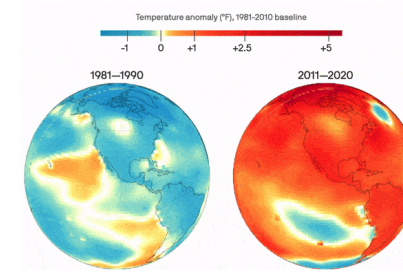 Temperature anomaly (°F), 1981-2010 baseline
-1 0 +1 +2.5 +5
1981—1990 2011—2020